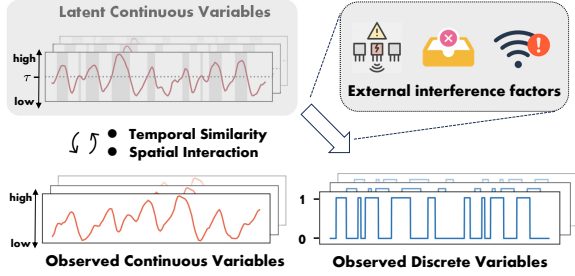 Latent Continuous Variables
high
τ
low
External interference factors
● Temporal Similarity
● Spatial Interaction
high
low
1
0
Observed Continuous Variables
Observed Discrete Variables